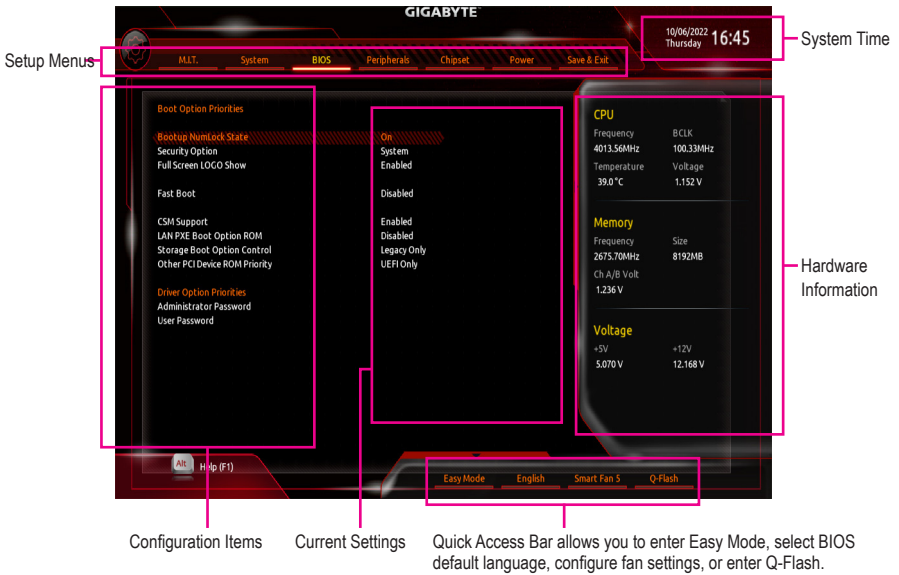 GIGABYTE™
10/06/2022
Thursday
16:45
System Time
Setup Menus
M.I.T. System BIOS Peripherals Chipset Power Save & Exit
Boot Option Priorities
Bootup NumLock State On
Security Option System
Full Screen LOGO Show Enabled
Fast Boot Disabled
CSM Support Enabled
LAN PXE Boot Option ROM Disabled
Storage Boot Option Control Legacy Only
Other PCI Device ROM Priority UEFI Only
Driver Option Priorities
Administrator Password
User Password
CPU
Frequency BCLK
4013.56MHz 100.33MHz
Temperature Voltage
39.0 °C 1.152 V
Memory
Frequency Size
2675.70MHz 8192MB
Ch A/B Volt
1.236 V
Voltage
+5V +12V
5.070 V 12.168 V
Hardware
Information
Alt Help (F1)
Easy Mode English Smart Fan 5 Q-Flash
Configuration Items
Current Settings
Quick Access Bar allows you to enter Easy Mode, select BIOS
default language, configure fan settings, or enter Q-Flash.